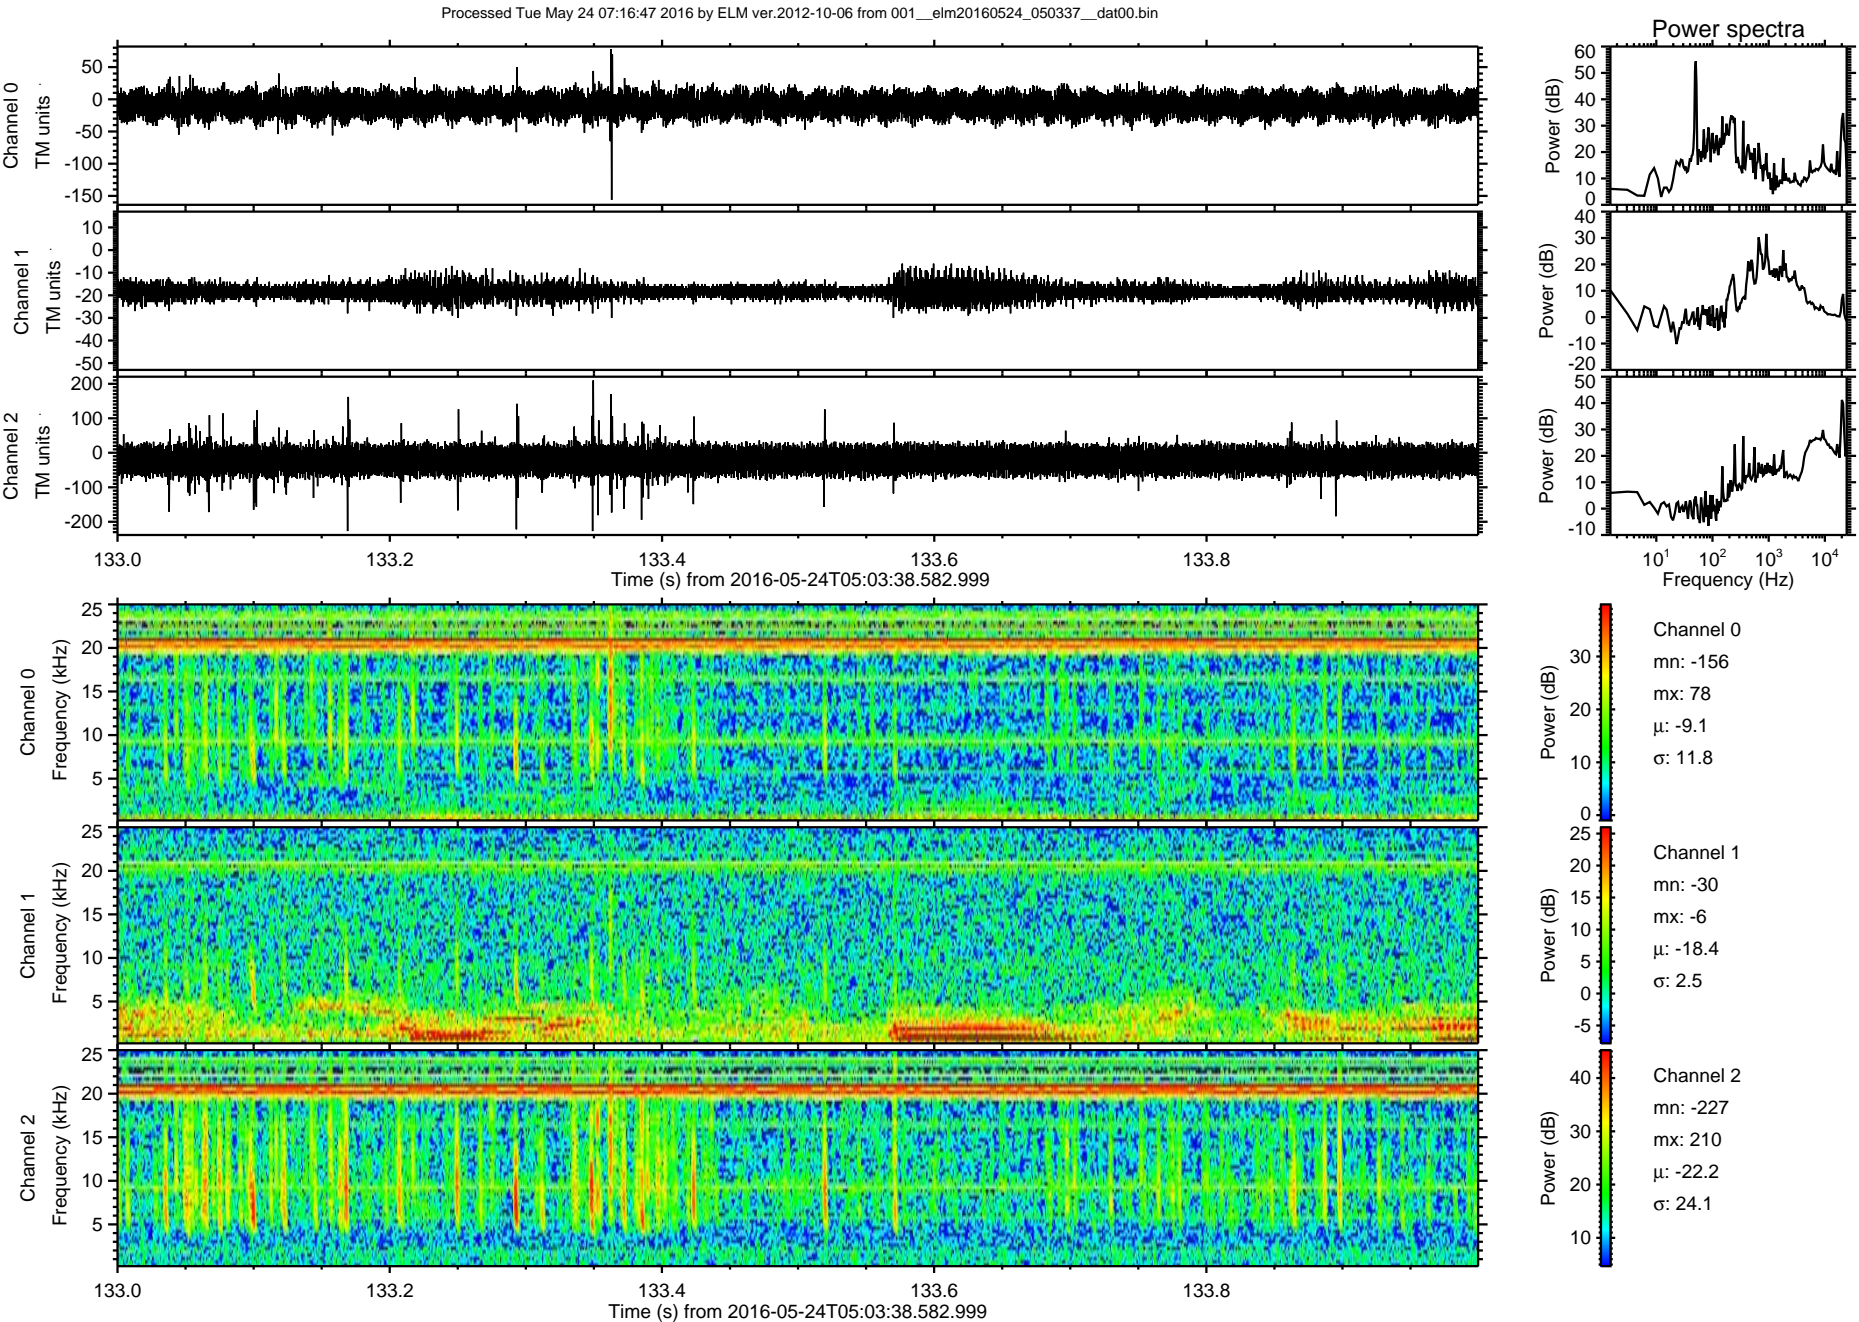 Processed Tue May 24 07:16:47 2016 by ELM ver.2012-10-06 from 001__elm20160524_050337__dat00.bin
Power spectra
Channel 0
TM units
50
0
-50
-100
-150
Power (dB)
60
50
40
30
20
10
0
Channel 1
TM units
10
0
-10
-20
-30
-40
-50
Power (dB)
40
30
20
10
0
-10
-20
Channel 2
TM units
200
100
0
-100
-200
Power (dB)
50
40
30
20
10
0
-10
133.0 133.2 133.4 133.6 133.8
Time (s) from 2016-05-24T05:03:38.582.999
10^1 10^2 10^3 10^4
Frequency (Hz)
Channel 0
Frequency (kHz)
25
20
15
10
5
Power (dB)
30
20
10
0
Channel 0
mn: -156
mx: 78
μ: -9.1
σ: 11.8
Channel 1
Frequency (kHz)
25
20
15
10
5
Power (dB)
25
20
15
10
5
0
-5
Channel 1
mn: -30
mx: -6
μ: -18.4
σ: 2.5
Channel 2
Frequency (kHz)
25
20
15
10
5
Power (dB)
40
30
20
10
Channel 2
mn: -227
mx: 210
μ: -22.2
σ: 24.1
133.0 133.2 133.4 133.6 133.8
Time (s) from 2016-05-24T05:03:38.582.999